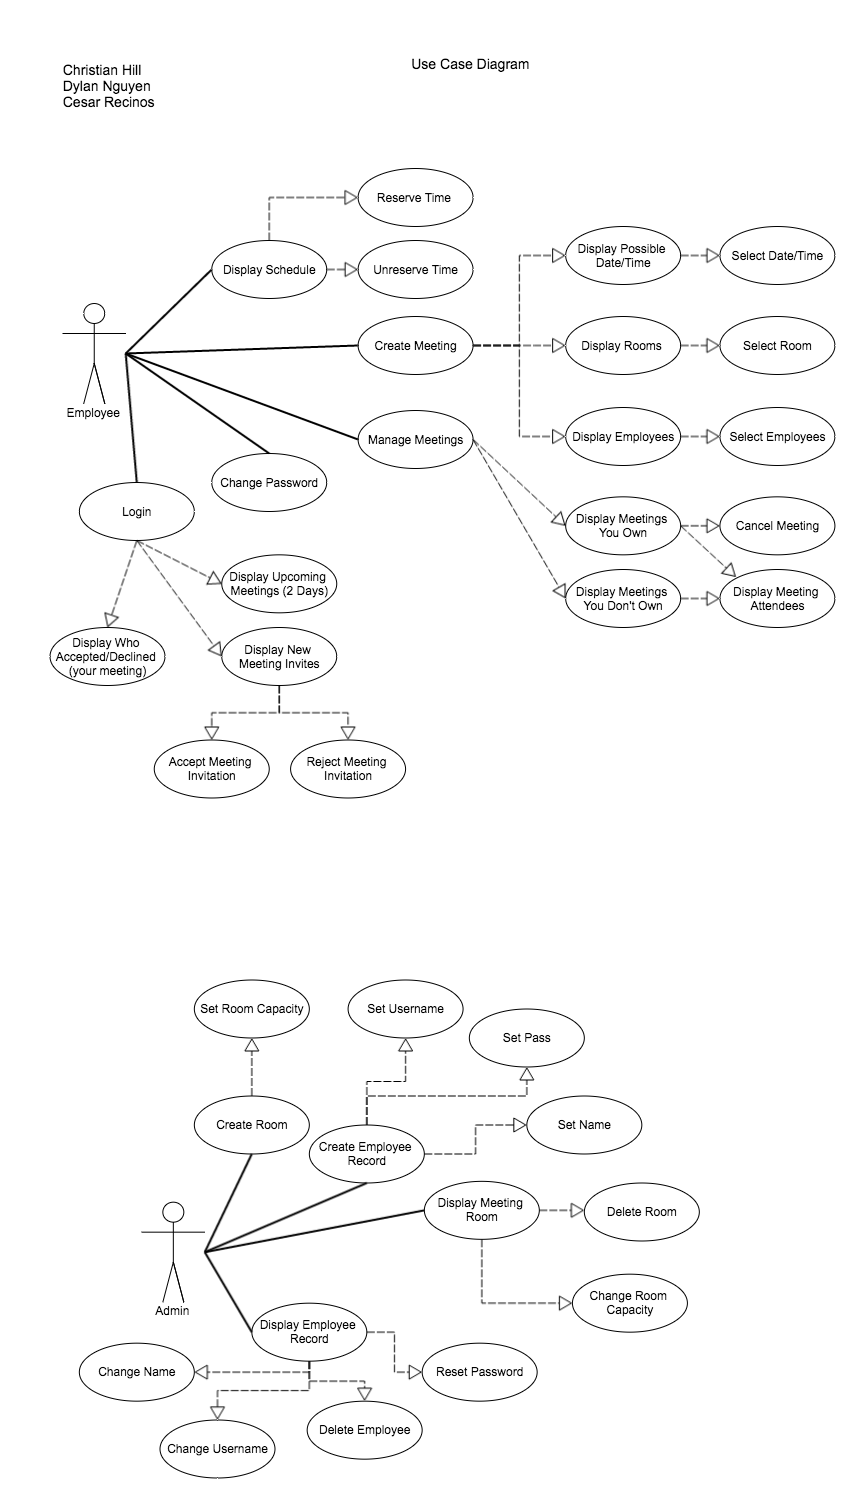 Use Case Diagram
Christian Hill
Dylan Nguyen
Cesar Recinos
Reserve Time
Display Schedule
Unreserve Time
Display Possible
Date/Time
Select Date/Time
Create Meeting
Display Rooms
Select Room
Employee
Manage Meetings
Display Employees
Select Employees
Change Password
Login
Display Meetings
You Own
Cancel Meeting
Display Upcoming
Meetings (2 Days)
Display Meetings
You Don't Own
Display Meeting
Attendees
Display Who
Accepted/Declined
(your meeting)
Display New
Meeting Invites
Accept Meeting
Invitation
Reject Meeting
Invitation
Set Room Capacity
Set Username
Set Pass
Create Room
Create Employee
Record
Set Name
Display Meeting
Room
Delete Room
Admin
Change Room
Capacity
Display Employee
Record
Change Name
Reset Password
Change Username
Delete Employee